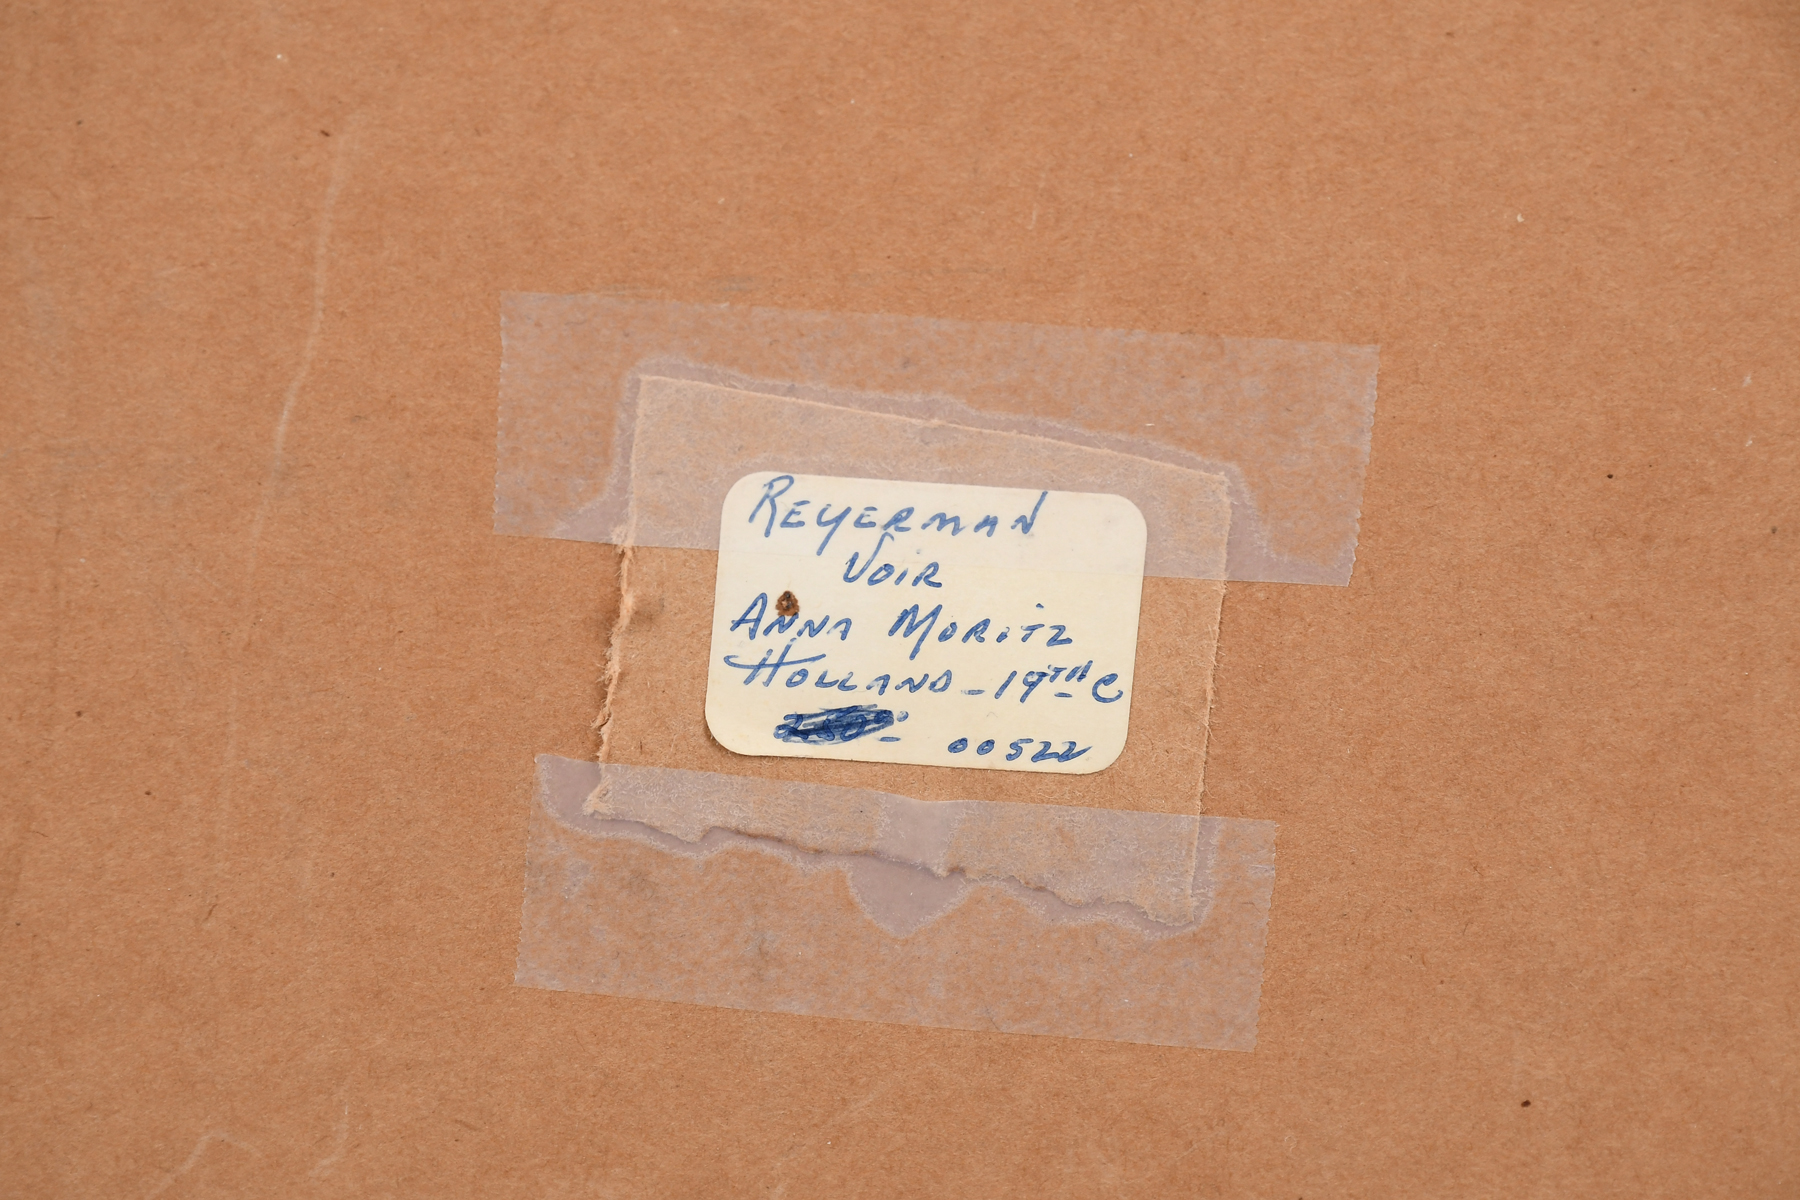 REYERMAN
VOIR
ANNA MORITZ
HOLLAND - 19TH C
00522